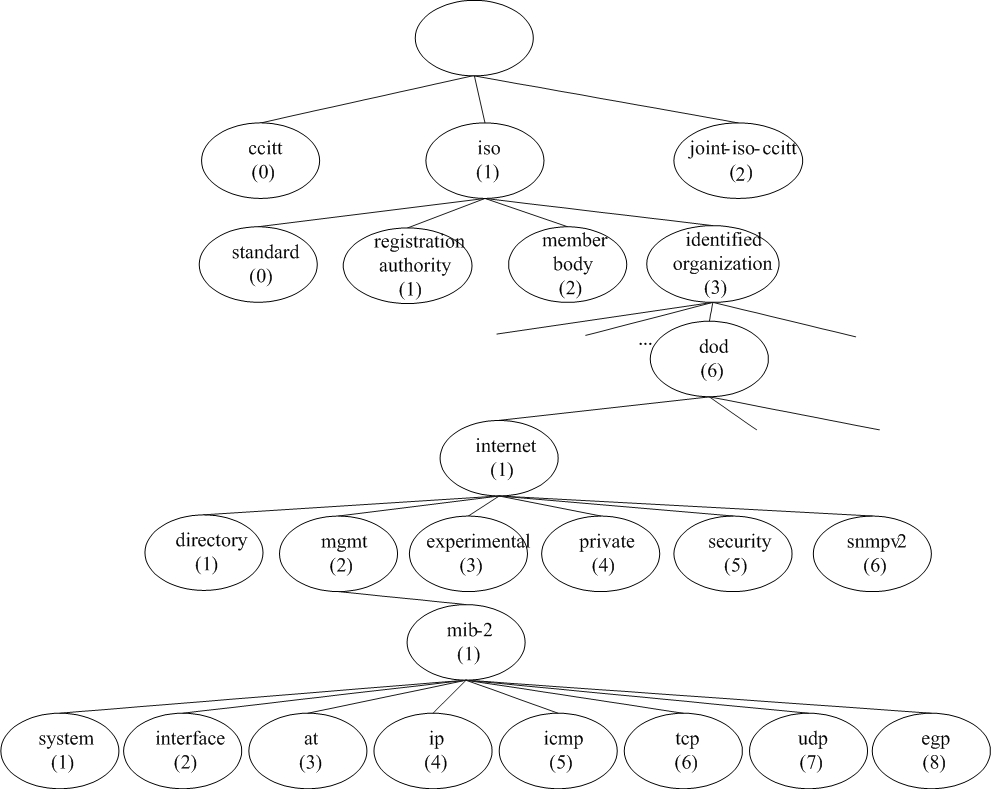 ccitt
(0)
iso
(1)
joint-iso-ccitt
(2)
standard
(0)
registration
authority
(1)
member
body
(2)
identified
organization
(3)
...
dod
(6)
internet
(1)
directory
(1)
mgmt
(2)
experimental
(3)
private
(4)
security
(5)
snmpv2
(6)
mib-2
(1)
system
(1)
interface
(2)
at
(3)
ip
(4)
icmp
(5)
tcp
(6)
udp
(7)
egp
(8)